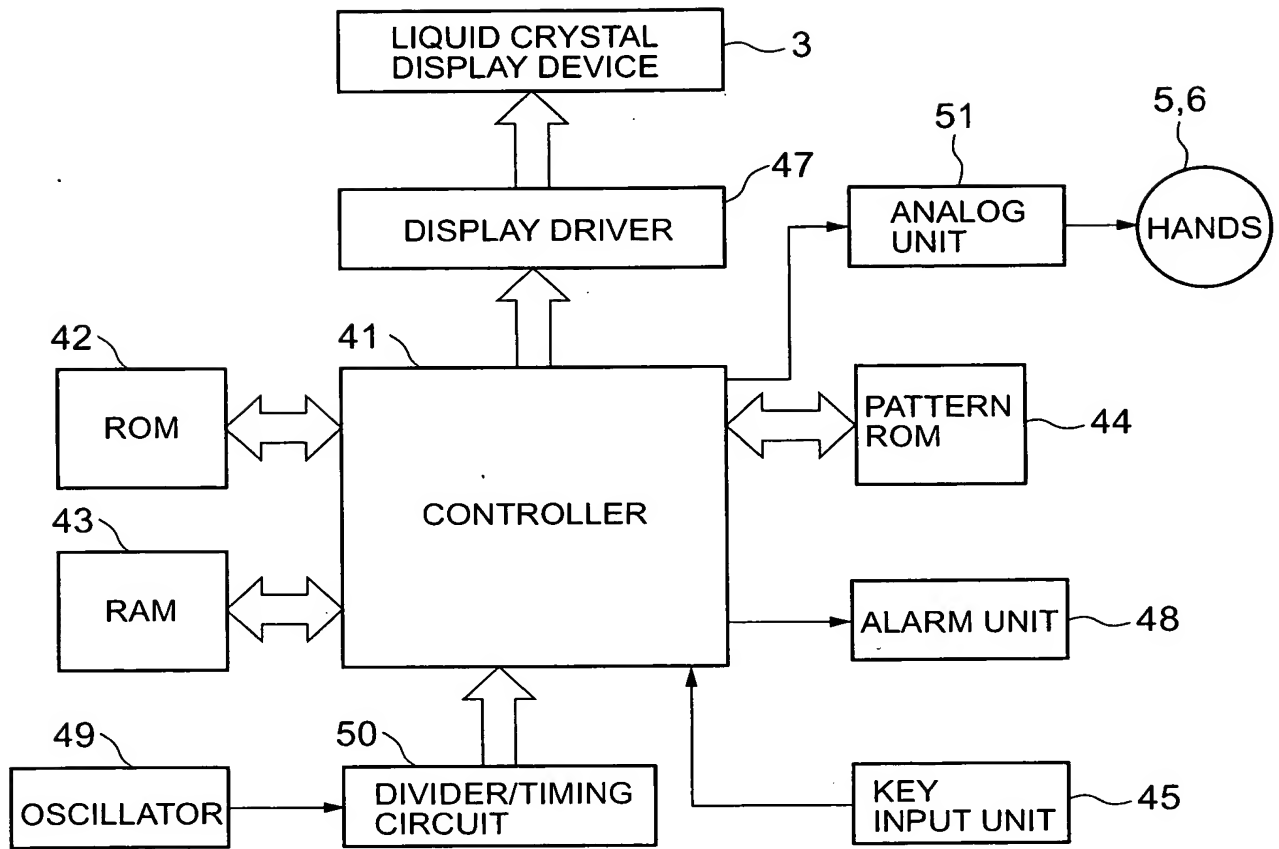 LIQUID CRYSTAL
DISPLAY DEVICE
3
47
DISPLAY DRIVER
51
ANALOG
UNIT
5,6
HANDS
42
ROM
41
CONTROLLER
PATTERN
ROM
44
43
RAM
ALARM UNIT
48
49
OSCILLATOR
50
DIVIDER/TIMING
CIRCUIT
KEY
INPUT UNIT
45